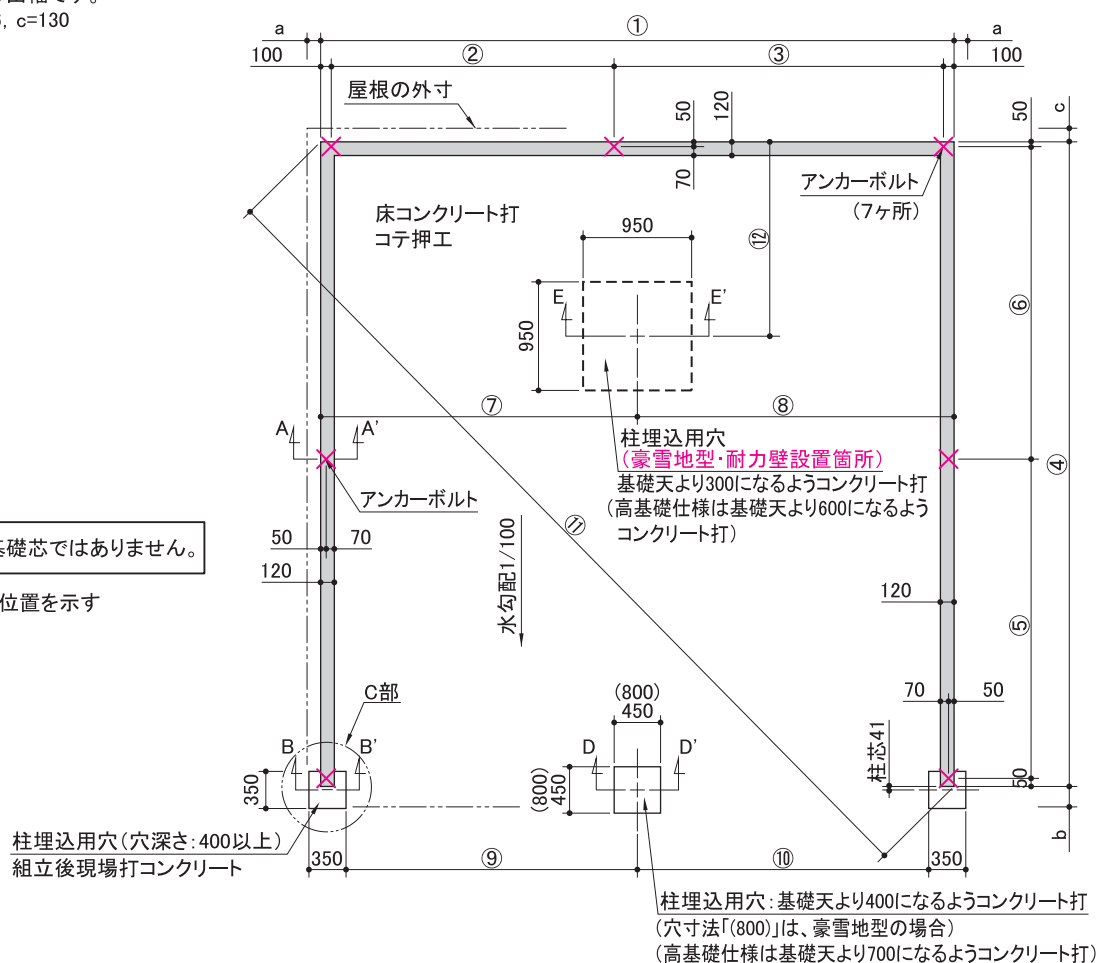 , c=130
a
①
a
100
②
③
100
屋根の外寸
50
120
50
c
70
アンカーボルト
(7ヶ所)
床コンクリート打
コテ押工
950
⑫
E
E'
⑥
950
⑦
⑧
A
A'
柱埋込用穴
(豪雪地型・耐力壁設置箇所)
基礎天より300になるようコンクリート打
(高基礎仕様は基礎天より600になるよう
コンクリート打)
④
アンカーボルト
⑪
基礎芯ではありません。
50
70
水勾配1/100
120
120
位置を示す
⑤
C部
(800)
450
70
50
B
B'
D
D'
柱芯41
350
(800)
450
50
b
柱埋込用穴(穴深さ:400以上)
組立後現場打コンクリート
350
⑨
⑩
350
柱埋込用穴:基礎天より400になるようコンクリート打
(穴寸法「(800)」は、豪雪地型の場合)
(高基礎仕様は基礎天より700になるようコンクリート打)